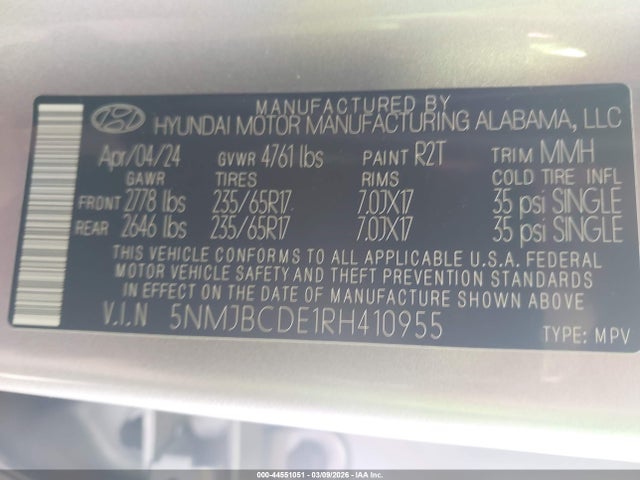 MANUFACTURED BY
HYUNDAI MOTOR MANUFACTURING ALABAMA, LLC
Apr/04/24 GVWR 4761 lbs PAINT R2T TRIM MMH
GAWR TIRES RIMS COLD TIRE INFL
FRONT 2778 lbs 235/65R17 7.0JX17 35 psi SINGLE
REAR 2646 lbs 235/65R17 7.0JX17 35 psi SINGLE
THIS VEHICLE CONFORMS TO ALL APPLICABLE U.S.A. FEDERAL
MOTOR VEHICLE SAFETY AND THEFT PREVENTION STANDARDS
IN EFFECT ON THE DATE OF MANUFACTURE SHOWN ABOVE
V.I.N 5NMJBCDE1RH410955
TYPE: MPV
000-44551051 - 03/09/2026 - IAA Inc.